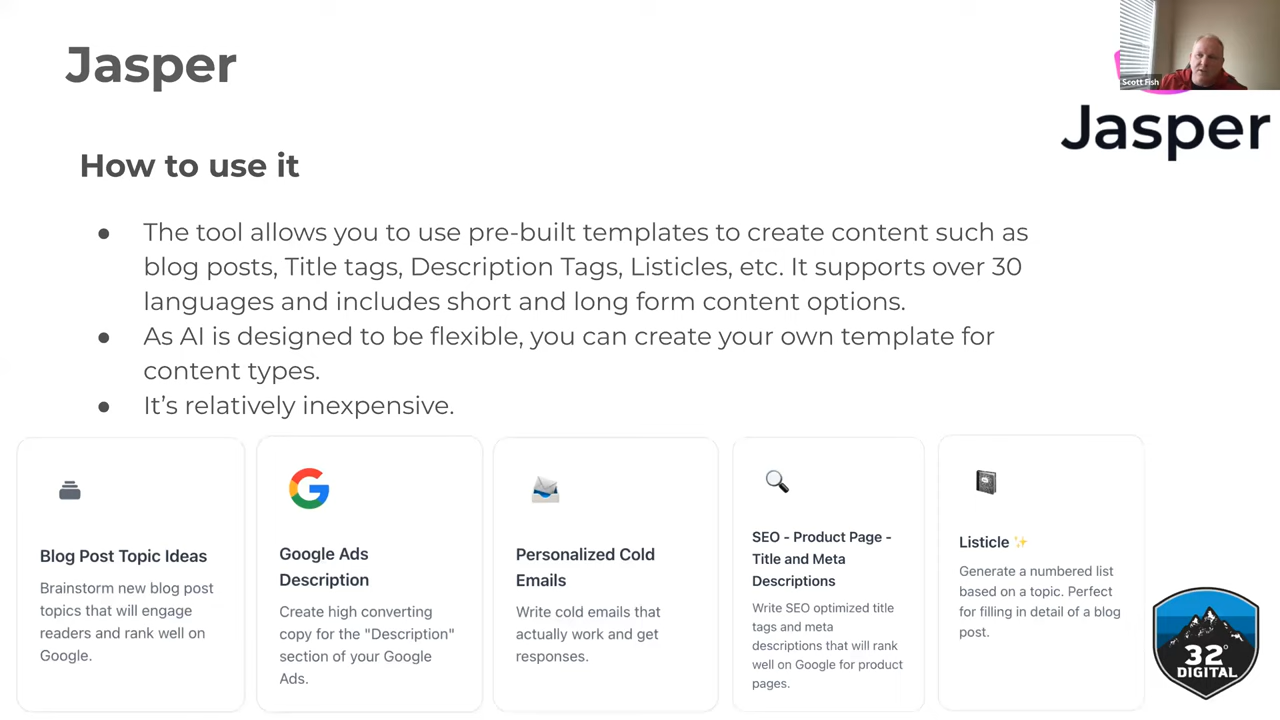 Jasper
Scott Fish
Jasper
How to use it
● The tool allows you to use pre-built templates to create content such as
blog posts, Title tags, Description Tags, Listicles, etc. It supports over 30
languages and includes short and long form content options.
● As AI is designed to be flexible, you can create your own template for
content types.
● It’s relatively inexpensive.
Blog Post Topic Ideas
Brainstorm new blog post
topics that will engage
readers and rank well on
Google.
Google Ads
Description
Create high converting
copy for the "Description"
section of your Google
Ads.
Personalized Cold
Emails
Write cold emails that
actually work and get
responses.
SEO - Product Page -
Title and Meta
Descriptions
Write SEO optimized title
tags and meta
descriptions that will rank
well on Google for product
pages.
Listicle ✨
Generate a numbered list
based on a topic. Perfect
for filling in detail of a blog
post.
32°
DIGITAL